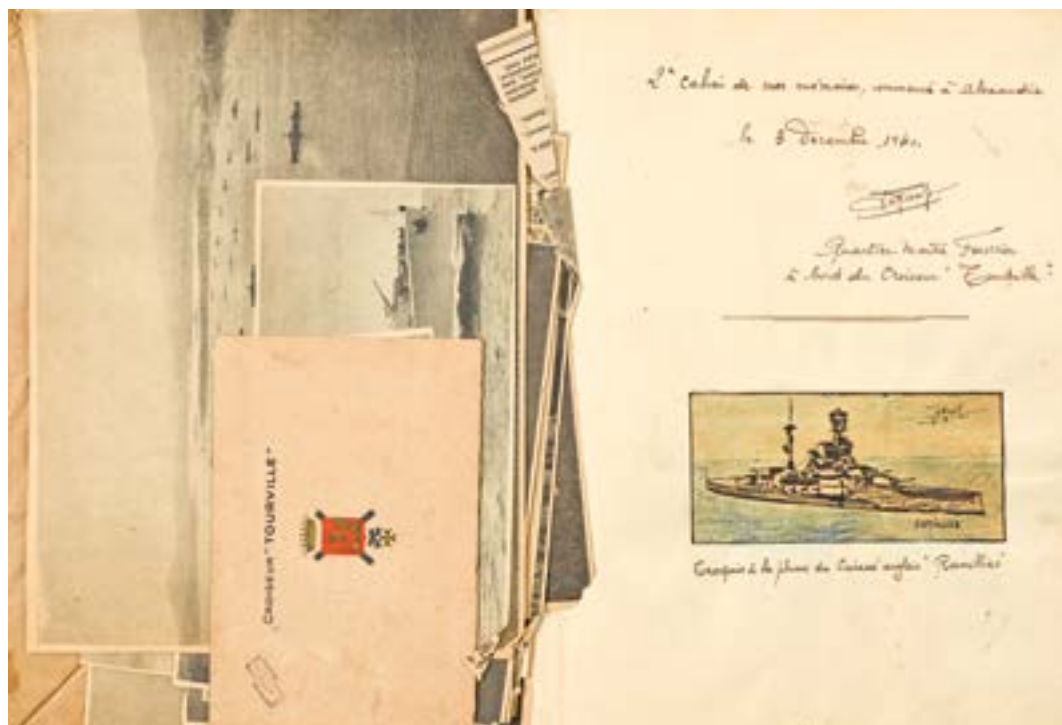 2e cahier de mes mémoires, commencé à Alexandrie
le 3 Décembre 1940.
Quartier Maître Fourrier
à bord du Croiseur "Tourville"
Croquis à la plume du Cuirassé anglais "Ramillies"
CROISEUR "TOURVILLE"